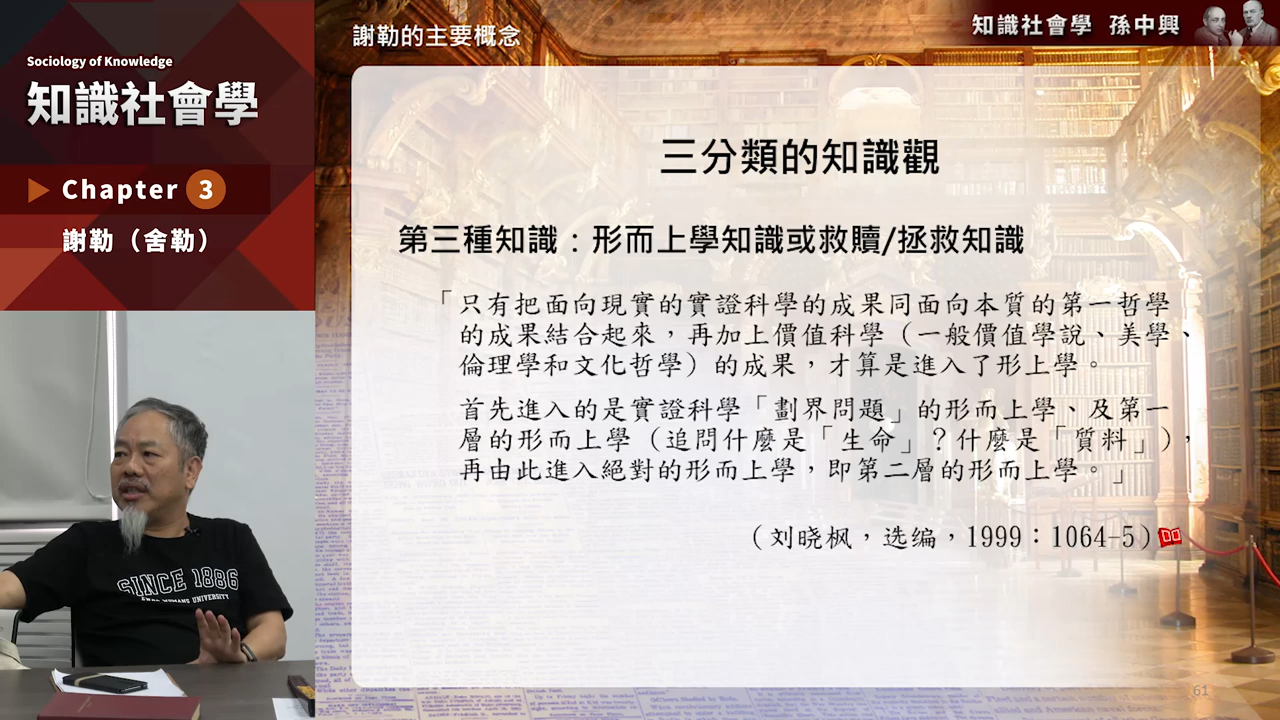 Sociology of Knowledge
知識社會學
Chapter 3
謝勒（舍勒）
謝勒的主要概念
知識社會學 孫中興
三分類的知識觀
第三種知識：形而上學知識或救贖/拯救知識
「只有把面向現實的實證科學的成果同面向本質的第一哲學
的成果結合起來，再加上價值科學（一般價值學說、美學、
倫理學和文化哲學）的成果，才算是進入了形上學。
首先進入的是實證科學「劃界問題」的形而上學、及第一
層的形而上學（追問什麼是「生命」？什麼是「質料」），
再由此進入絕對的形而上學，即第二層的形而上學。」
（刘晓枫，选编，1999：1064-5）
SINCE 1886
EWHA WOMANS UNIVERSITY
61